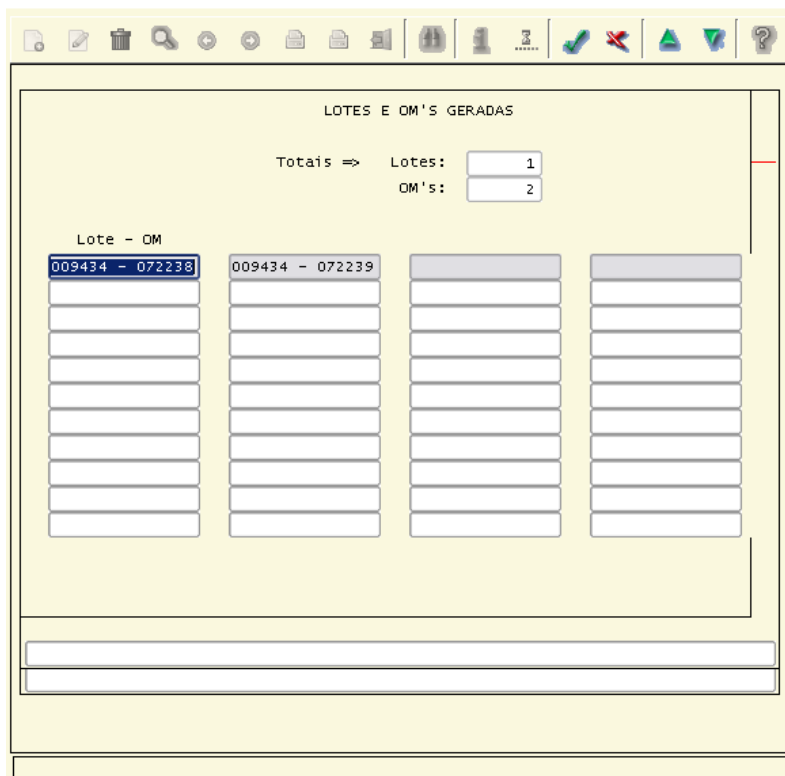 LOTES E OM'S GERADAS
Totais => Lotes: 1
OM's: 2
Lote - OM
009434 - 072238 009434 - 072239